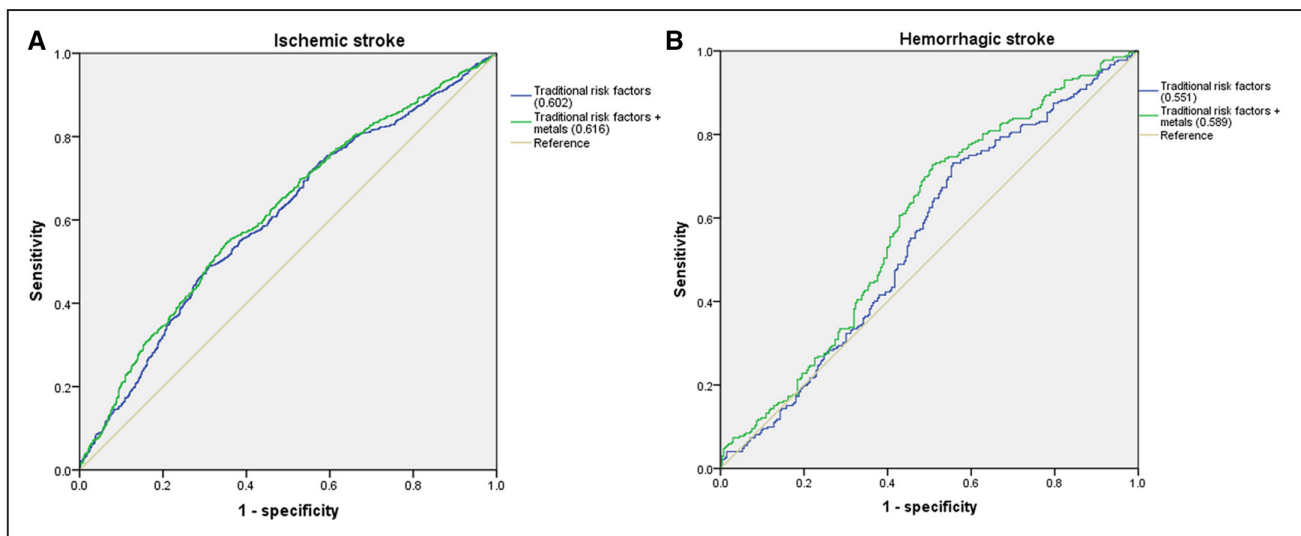 A
Ischemic stroke
1.0
0.8
0.6
0.4
0.2
0.0
Sensitivity
0.0 0.2 0.4 0.6 0.8 1.0
1 - specificity
Traditional risk factors
(0.602)
Traditional risk factors +
metals (0.616)
Reference
B
Hemorrhagic stroke
1.0
0.8
0.6
0.4
0.2
0.0
Sensitivity
0.0 0.2 0.4 0.6 0.8 1.0
1 - specificity
Traditional risk factors
(0.551)
Traditional risk factors +
metals (0.589)
Reference